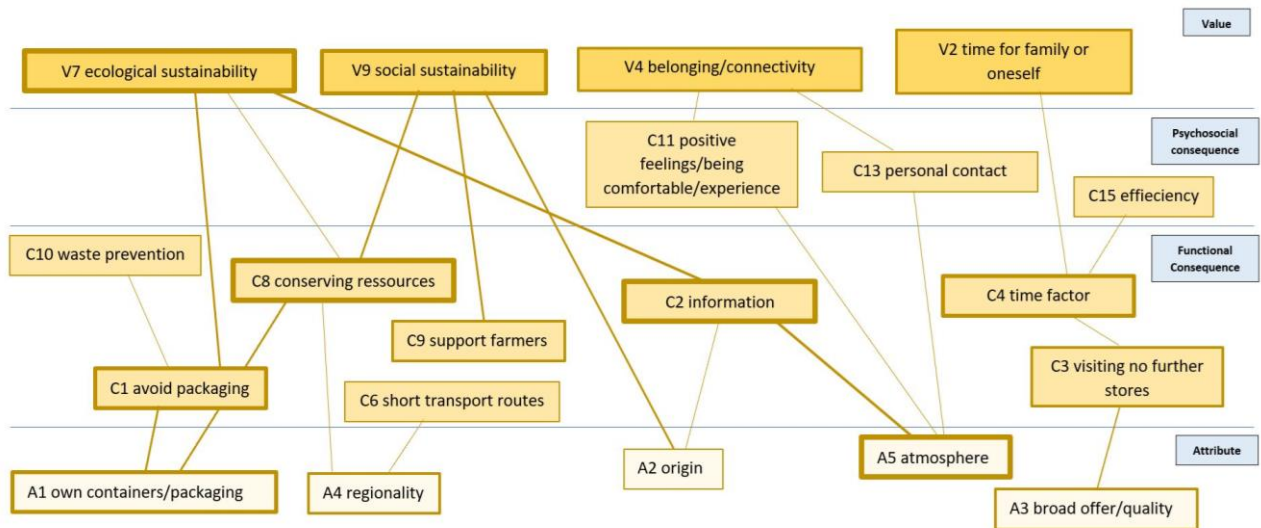 Value
V7 ecological sustainability
V9 social sustainability
V4 belonging/connectivity
V2 time for family or
oneself
Psychosocial
consequence
C11 positive
feelings/being
comfortable/experience
C13 personal contact
C15 effieciency
Functional
Consequence
C10 waste prevention
C8 conserving ressources
C2 information
C4 time factor
C9 support farmers
C3 visiting no further
stores
C1 avoid packaging
C6 short transport routes
Attribute
A1 own containers/packaging
A4 regionality
A2 origin
A5 atmosphere
A3 broad offer/quality